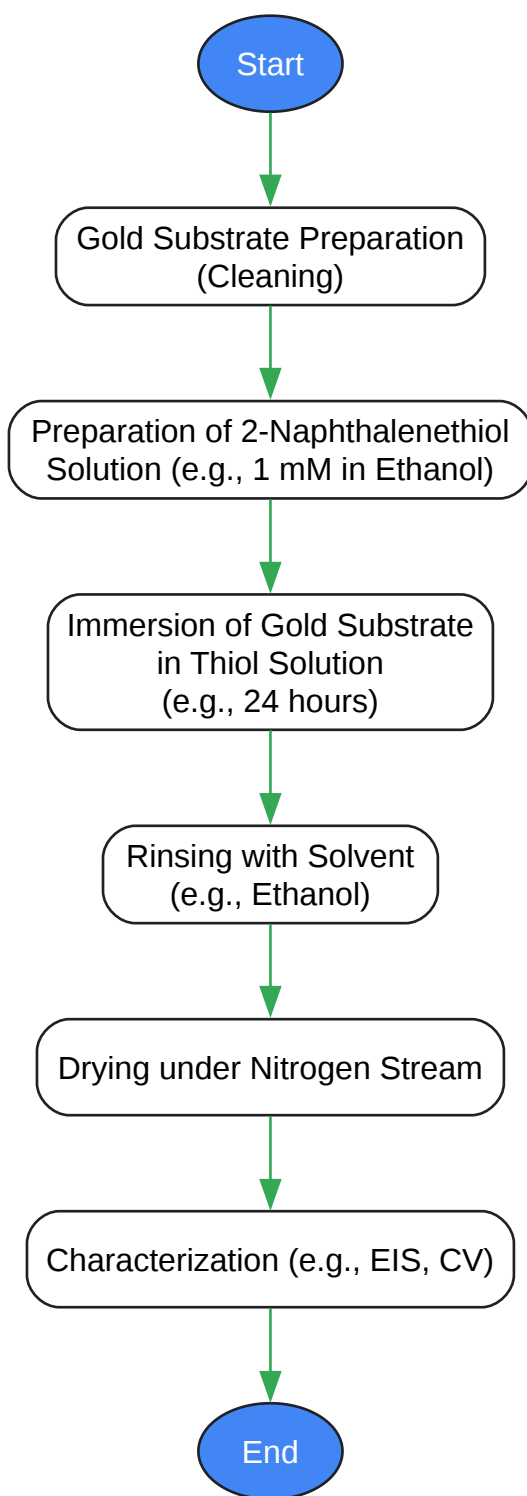 Start
Gold Substrate Preparation
(Cleaning)
Preparation of 2-Naphthalenethiol
Solution (e.g., 1 mM in Ethanol)
Immersion of Gold Substrate
in Thiol Solution
(e.g., 24 hours)
Rinsing with Solvent
(e.g., Ethanol)
Drying under Nitrogen Stream
Characterization (e.g., EIS, CV)
End